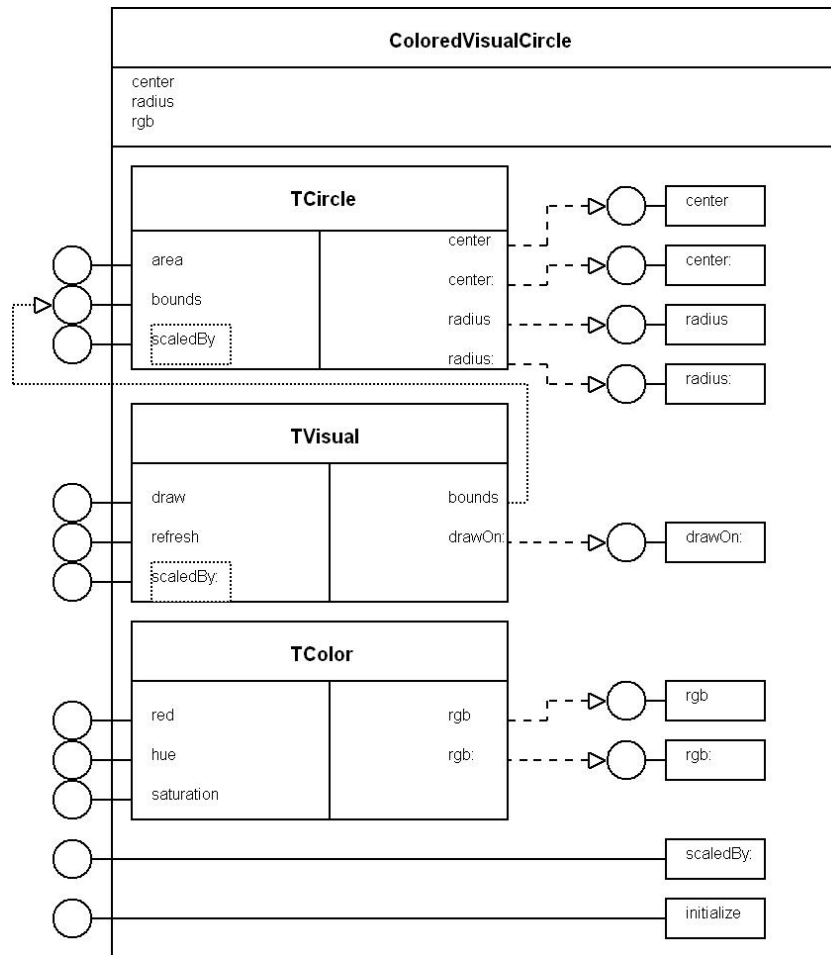 ColoredVisualCircle
center
radius
rgb
TCircle
center
center
area
center:
center:
bounds
radius
radius
scaledBy
radius:
radius:
TVisual
draw
bounds
refresh
drawOn:
drawOn:
scaledBy:
TColor
rgb
red
rgb
hue
rgb:
rgb:
saturation
scaledBy:
initialize